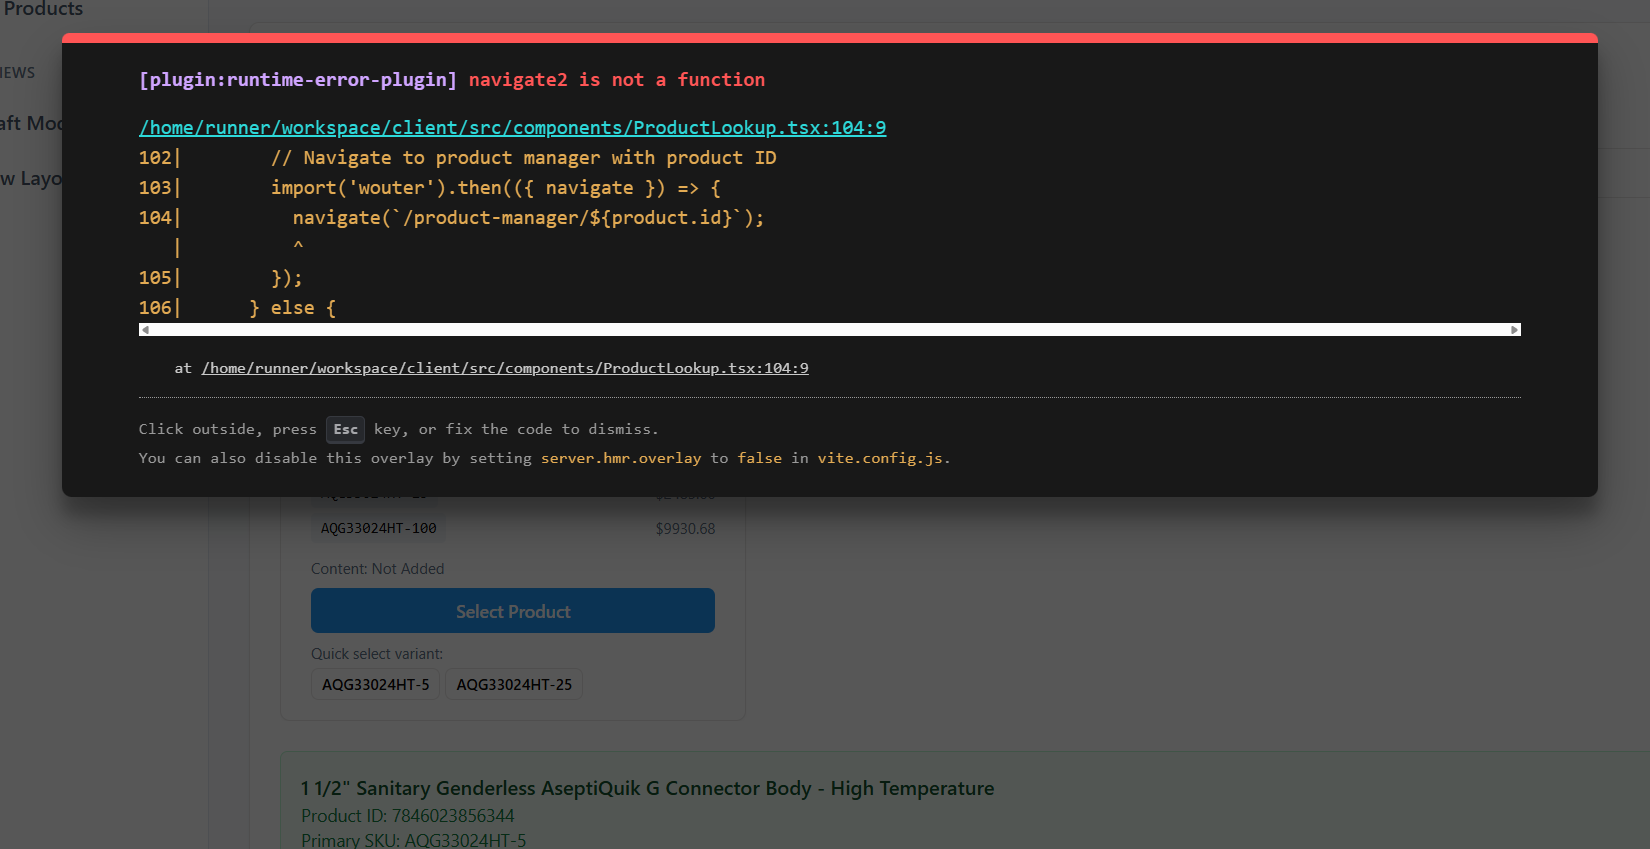 Products
IEWS
aft Mod
w Layo
[plugin:runtime-error-plugin] navigate2 is not a function
/home/runner/workspace/client/src/components/ProductLookup.tsx:104:9
102|        // Navigate to product manager with product ID
103|        import('wouter').then(({ navigate }) => {
104|          navigate(`/product-manager/${product.id}`);
   |          ^
105|        });
106|      } else {
at /home/runner/workspace/client/src/components/ProductLookup.tsx:104:9
Click outside, press Esc key, or fix the code to dismiss.
You can also disable this overlay by setting server.hmr.overlay to false in vite.config.js.
AQG33024HT-100 $9930.68
Content: Not Added
Select Product
Quick select variant:
AQG33024HT-5 AQG33024HT-25
1 1/2" Sanitary Genderless AseptiQuik G Connector Body - High Temperature
Product ID: 7846023856344
Primary SKU: AQG33024HT-5